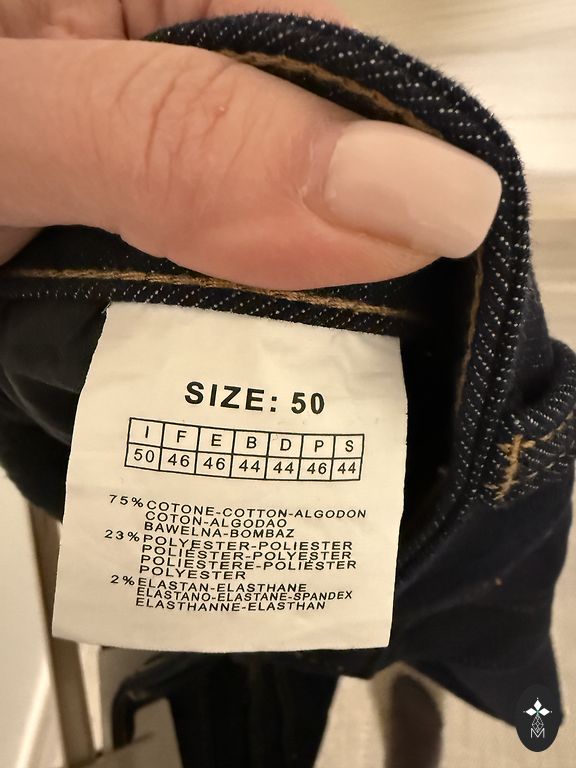 SIZE: 50
I F E B D P S
50 46 46 44 44 46 44
75% COTONE-COTTON-ALGODON
COTON-ALGODAO
BAWELNA-BOMBAZ
23% POLYESTER-POLIESTER
POLIESTER-POLYESTER
POLIESTERE-POLIESTER
POLYESTER
2% ELASTAN-ELASTHANE
ELASTANO-ELASTANE-SPANDEX
ELASTHANNE-ELASTHAN
M